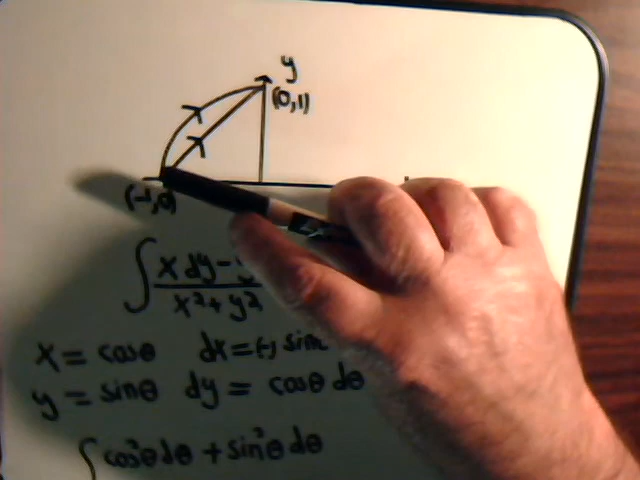 y
(0,1)
(-1,0)
∫ x dy - 
x² + y²
x = cosθ dx = (-) sin
y = sinθ dy = cosθ dθ
∫ cos²θ dθ + sin²θ dθ